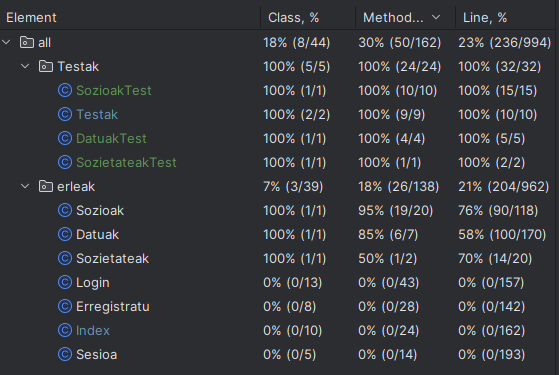 Element Class, % Method... Line, %
all 18% (8/44) 30% (50/162) 23% (236/994)
Testak 100% (5/5) 100% (24/24) 100% (32/32)
SozioakTest 100% (1/1) 100% (10/10) 100% (15/15)
Testak 100% (2/2) 100% (9/9) 100% (10/10)
DatuakTest 100% (1/1) 100% (4/4) 100% (5/5)
SozietateakTest 100% (1/1) 100% (1/1) 100% (2/2)
erleak 7% (3/39) 18% (26/138) 21% (204/962)
Sozioak 100% (1/1) 95% (19/20) 76% (90/118)
Datuak 100% (1/1) 85% (6/7) 58% (100/170)
Sozietateak 100% (1/1) 50% (1/2) 70% (14/20)
Login 0% (0/13) 0% (0/43) 0% (0/157)
Erregistratu 0% (0/8) 0% (0/28) 0% (0/142)
Index 0% (0/10) 0% (0/24) 0% (0/162)
Sesioa 0% (0/5) 0% (0/14) 0% (0/193)